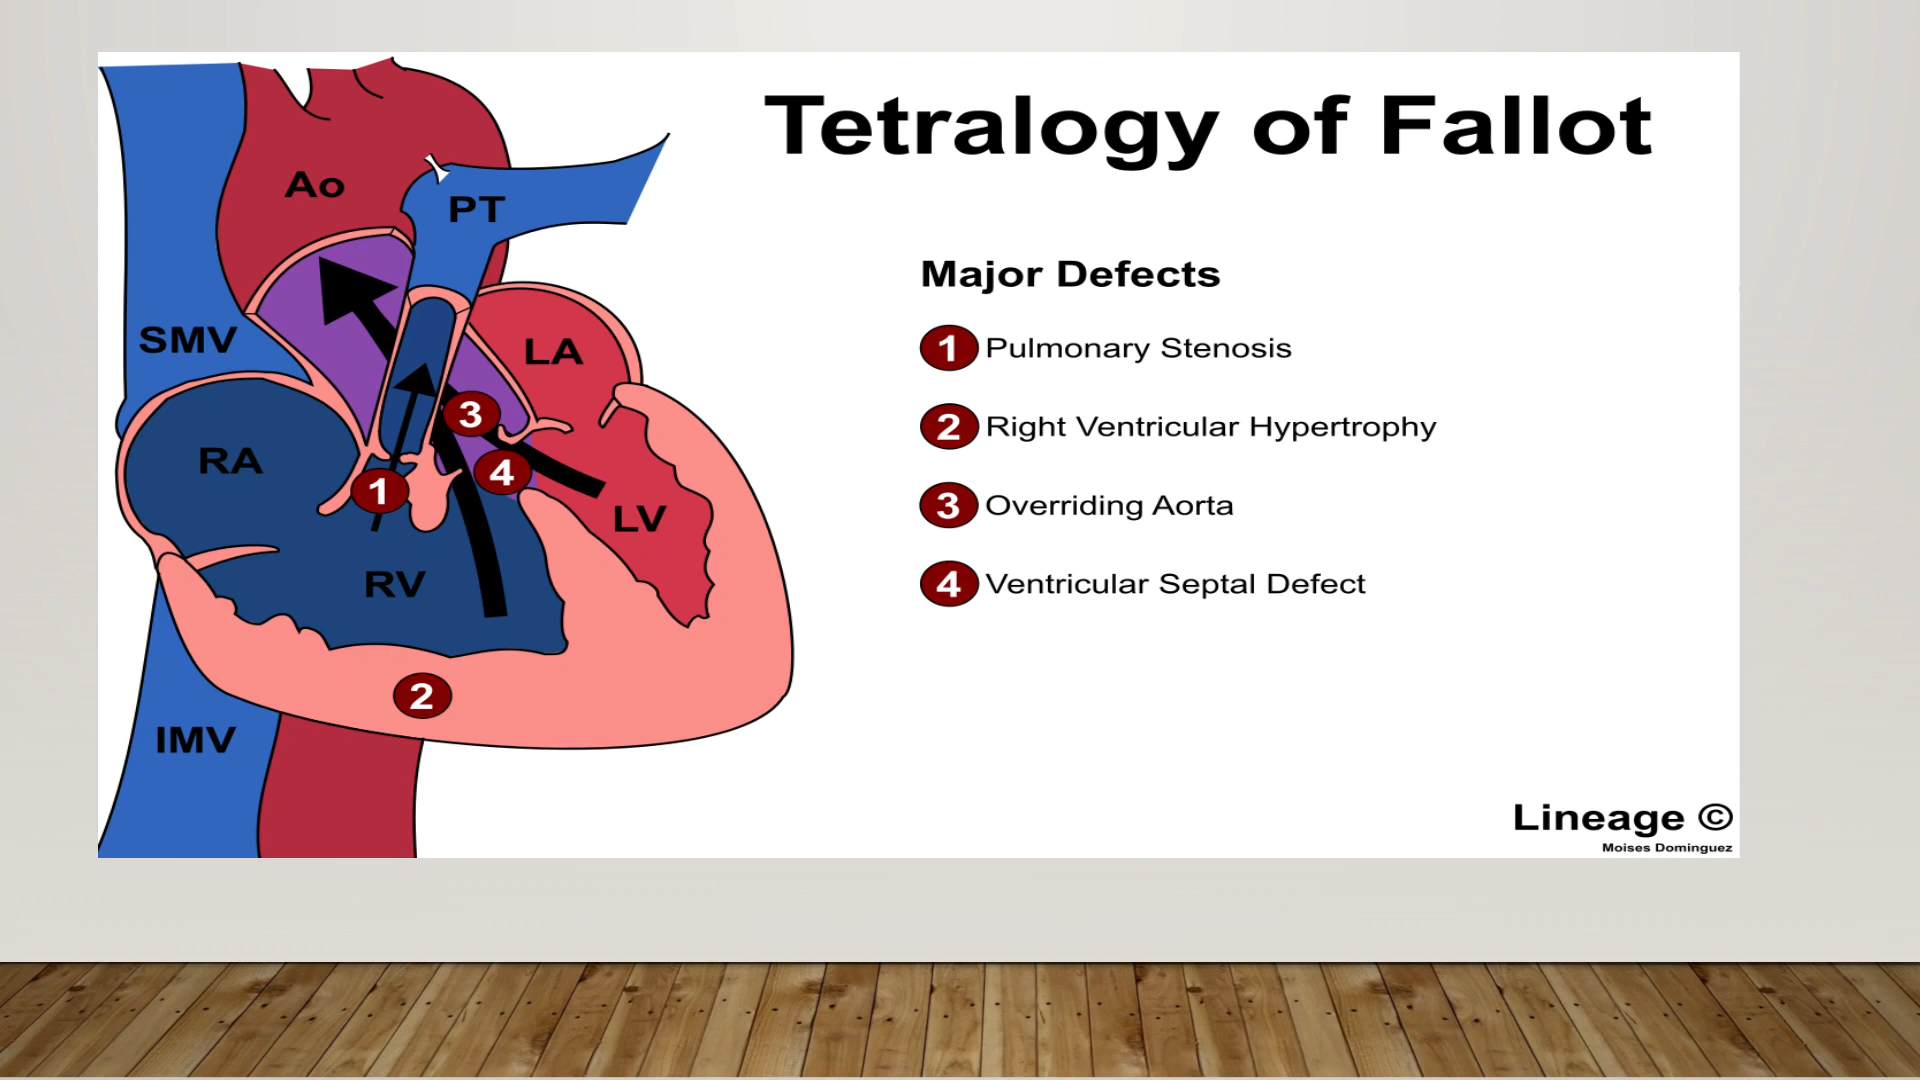 Tetralogy of Fallot
Ao
PT
Major Defects
SMV
LA
1 Pulmonary Stenosis
3
2 Right Ventricular Hypertrophy
RA
4
1
3 Overriding Aorta
LV
RV
4 Ventricular Septal Defect
2
IMV
Lineage ©
Moises Dominguez